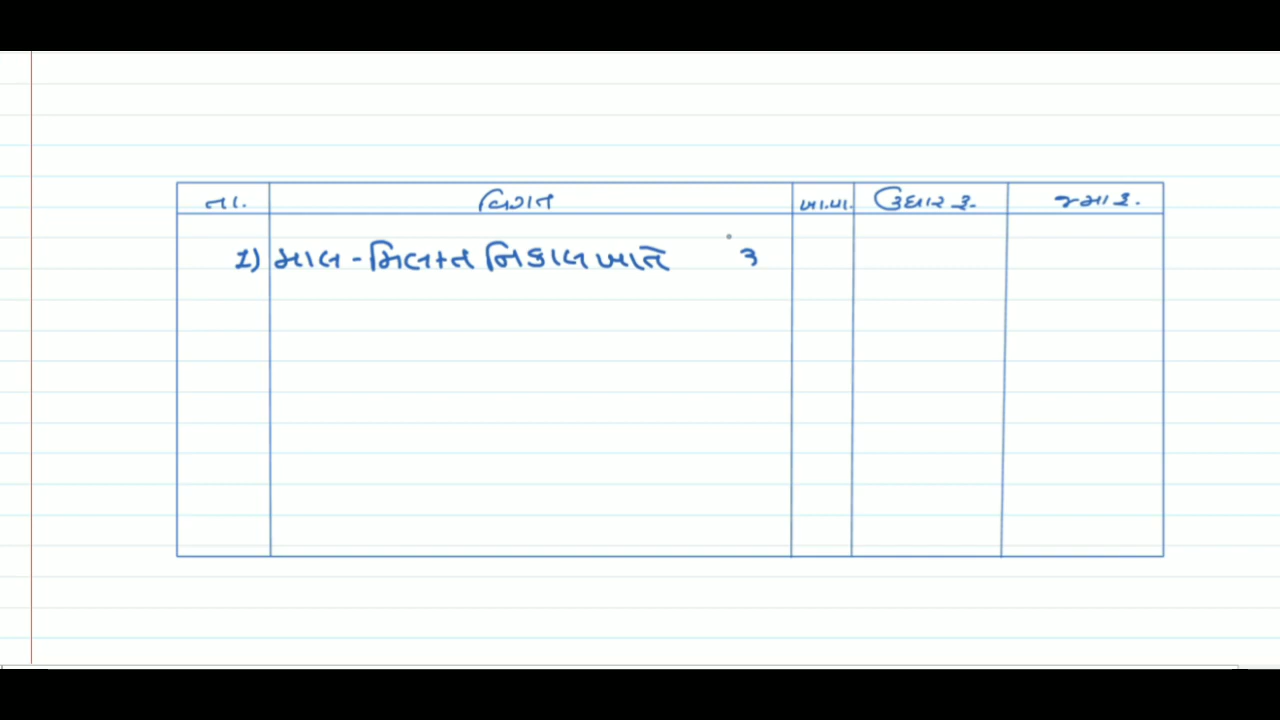 તા. વિગત ખા.પા. ઉધાર રૂ. જમા રૂ.
1) માલ - મિલકત નિકાલ ખાતે ઉ